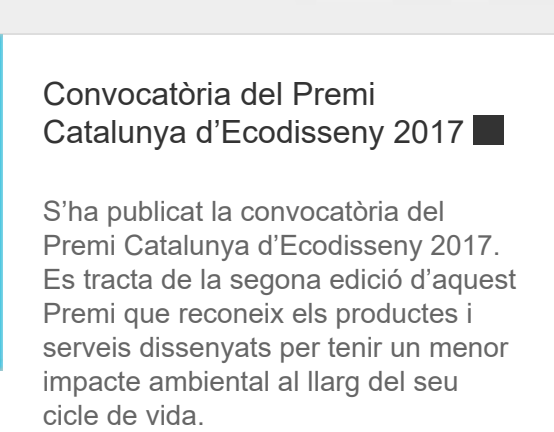 Convocatòria del Premi
Catalunya d’Ecodisseny 2017
S’ha publicat la convocatòria del
Premi Catalunya d’Ecodisseny 2017.
Es tracta de la segona edició d’aquest
Premi que reconeix els productes i
serveis dissenyats per tenir un menor
impacte ambiental al llarg del seu
cicle de vida.